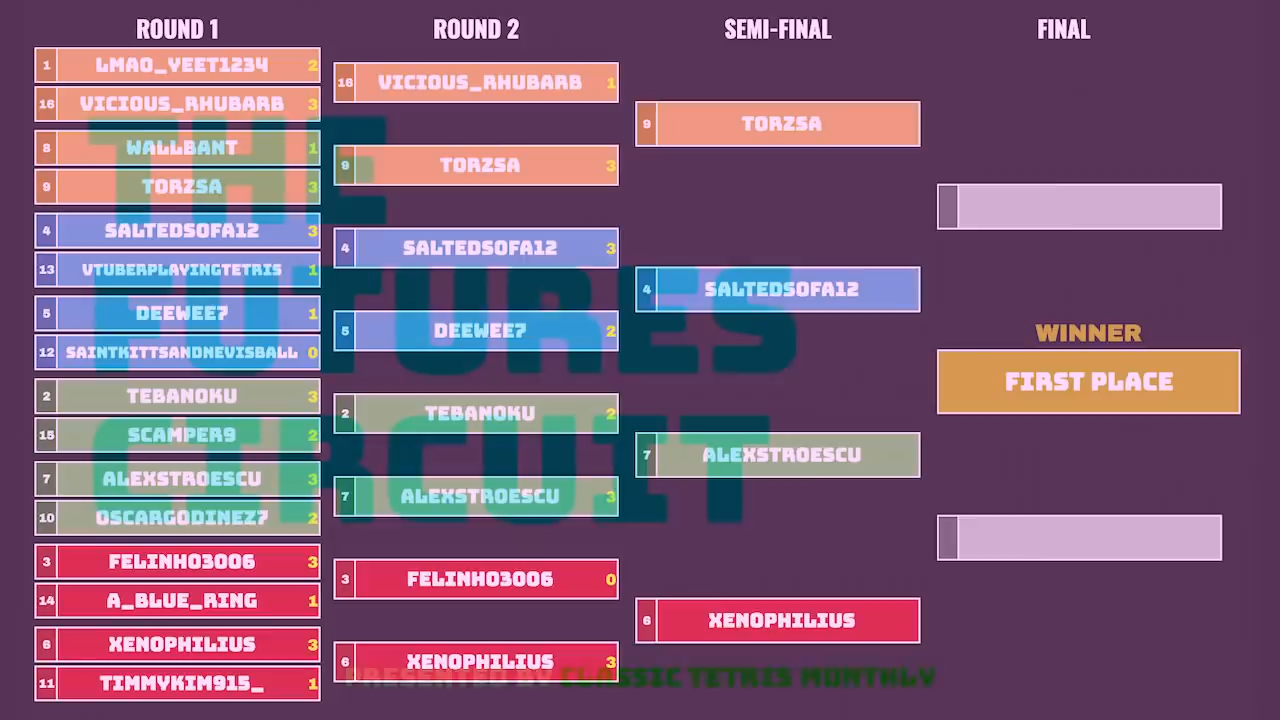 ROUND 1
ROUND 2
SEMI-FINAL
FINAL
1 LMAO_YEET1234 2
16 VICIOUS_RHUBARB 3
8 WALLBANT 1
9 TORZSA 3
4 SALTEDSOFA12 3
13 VTUBERPLAYINGTETRIS 1
5 DEEWEE7 1
12 SAINTKITTSANDNEVISBALL 0
2 TEBANOKU 3
15 SCAMPER9 2
7 ALEXSTROESCU 3
10 OSCARGODINEZ7 2
3 FELINHO3006 3
14 A_BLUE_RING 1
6 XENOPHILIUS 3
11 TIMMYKIM915_ 1
16 VICIOUS_RHUBARB 1
9 TORZSA 3
4 SALTEDSOFA12 3
5 DEEWEE7 2
2 TEBANOKU 2
7 ALEXSTROESCU 3
3 FELINHO3006 0
6 XENOPHILIUS 3
9 TORZSA
4 SALTEDSOFA12
7 ALEXSTROESCU
6 XENOPHILIUS
WINNER
FIRST PLACE
THE
FUTURES
CIRCUIT
PRESENTED BY CLASSIC TETRIS MONTHLY